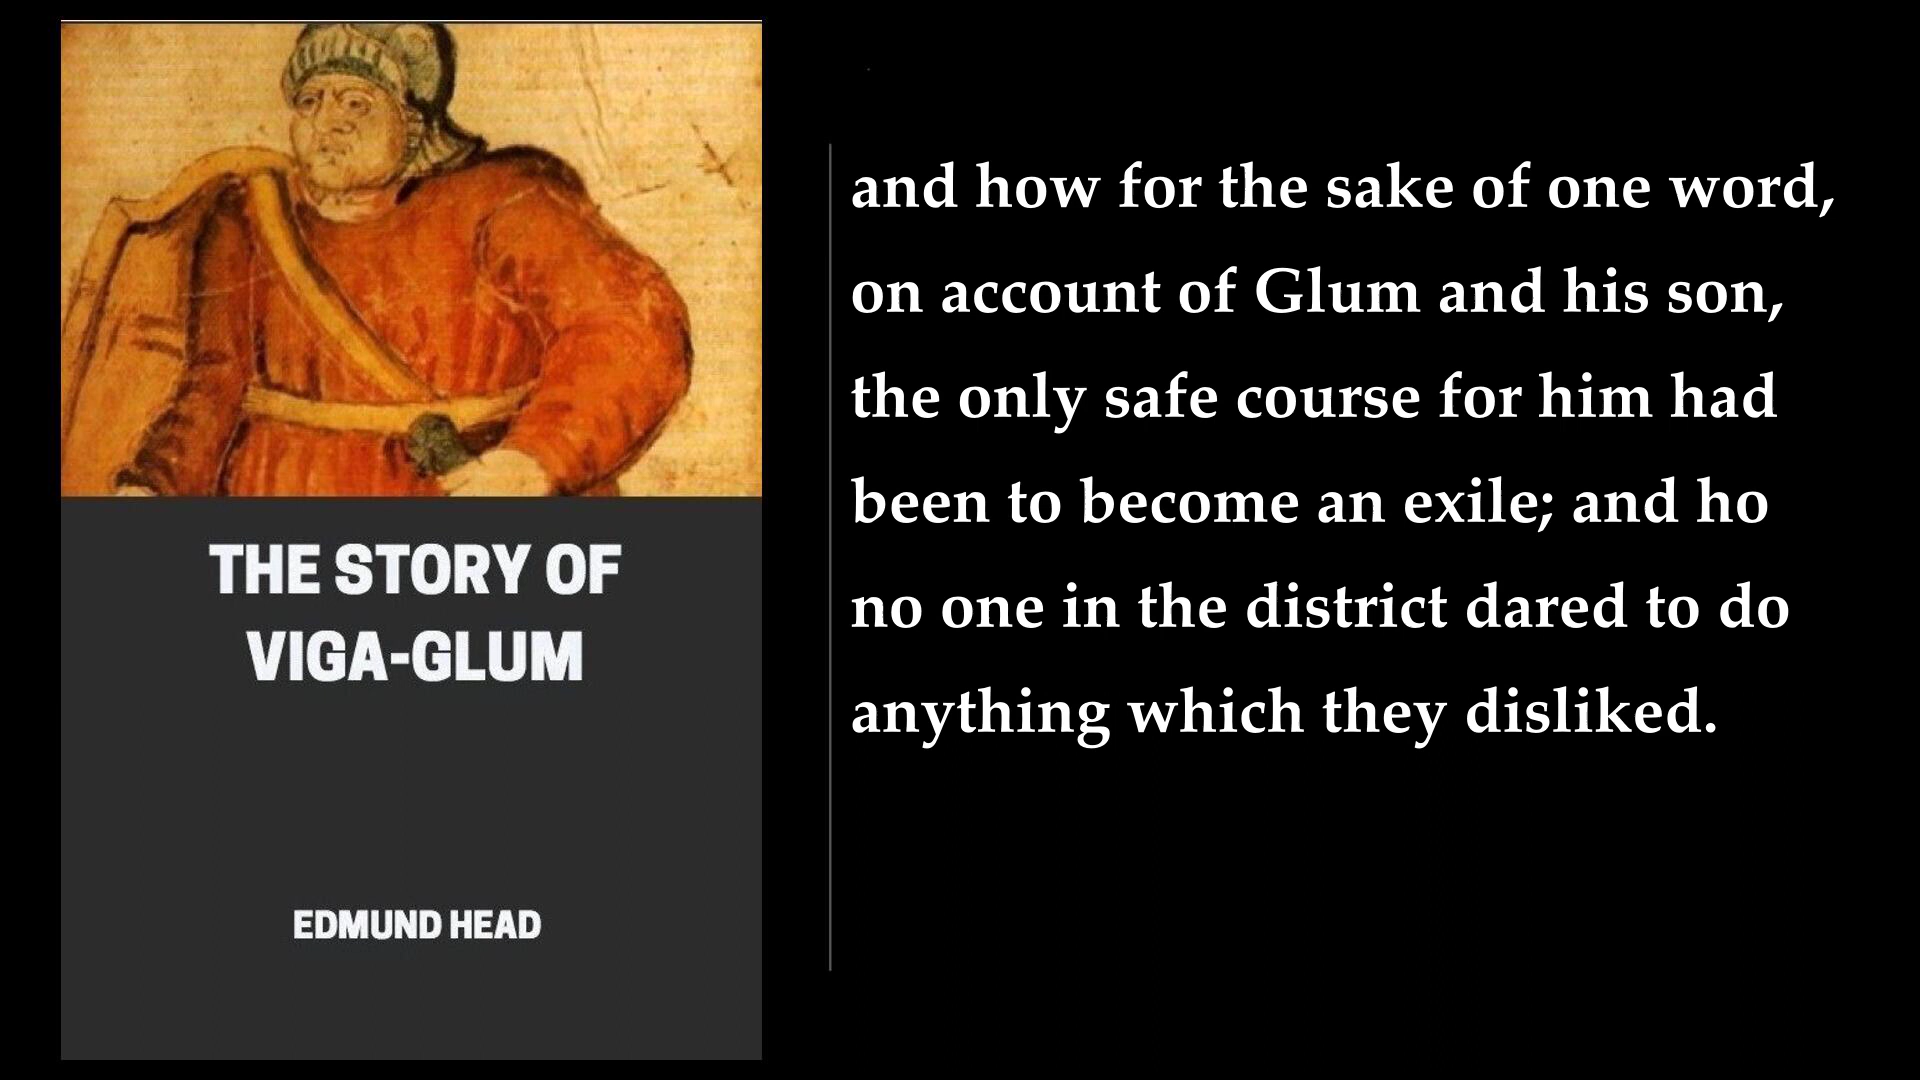 THE STORY OF
VIGA-GLUM
EDMUND HEAD
and how for the sake of one word,
on account of Glum and his son,
the only safe course for him had
been to become an exile; and ho
no one in the district dared to do
anything which they disliked.